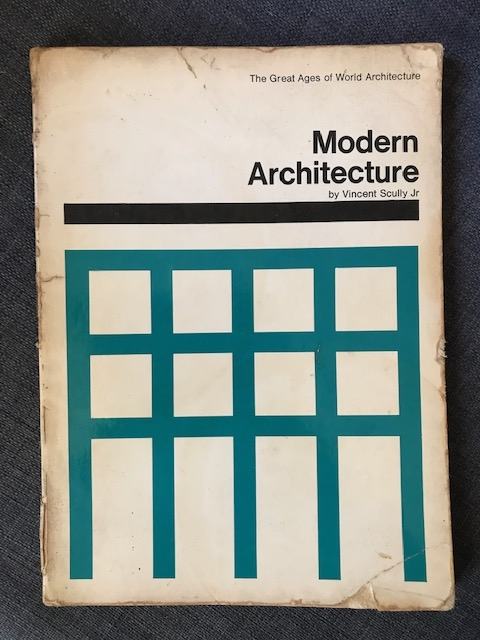 The Great Ages of World Architecture
Modern
Architecture
by Vincent Scully Jr